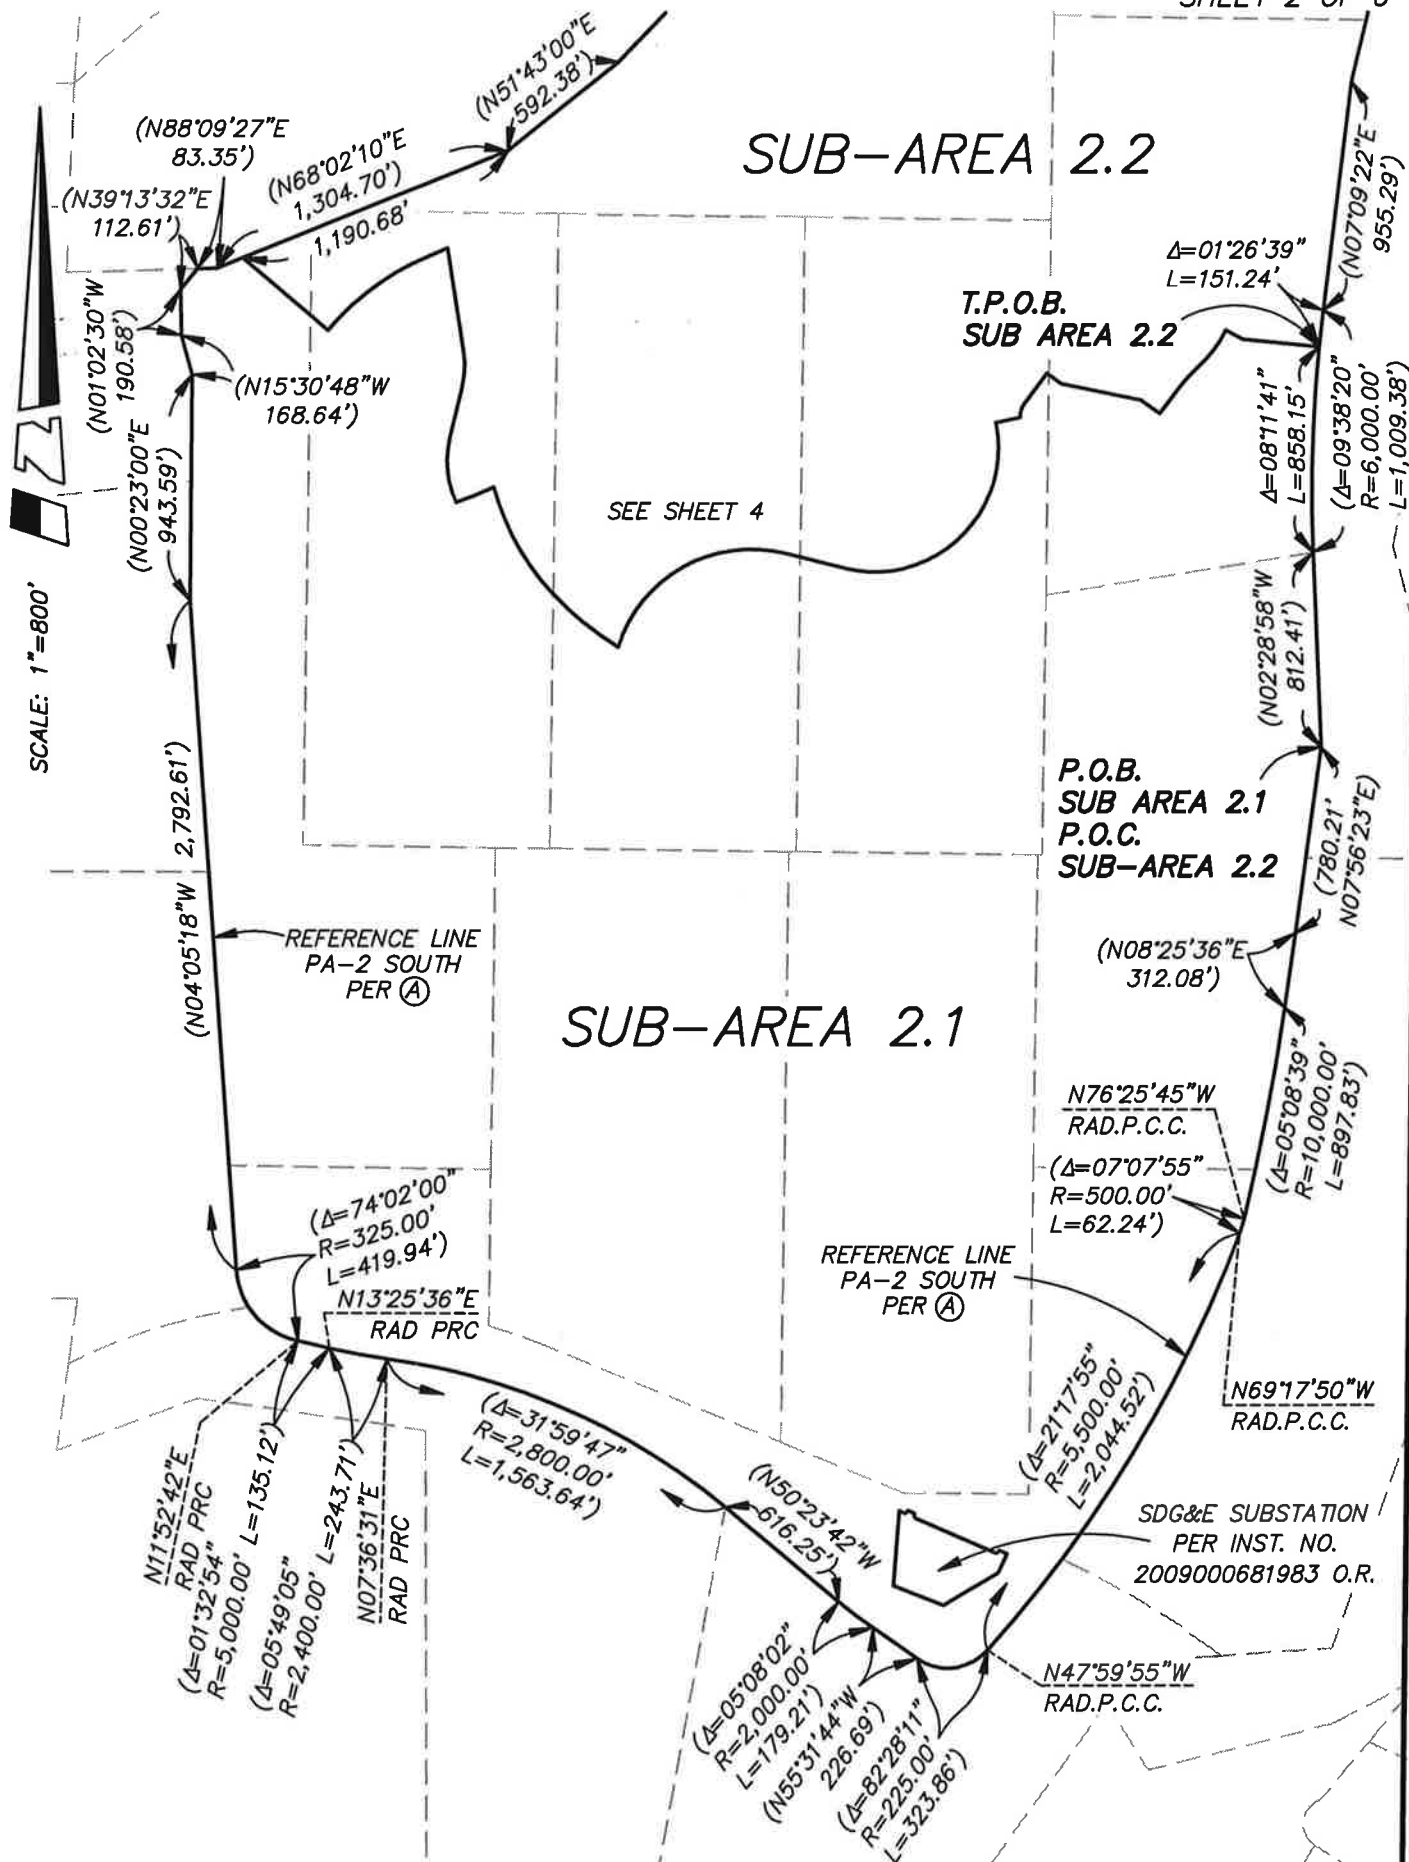 (N51°43'00"E
592.38')
(N88°09'27"E
83.35')
(N68°02'10"E
1,304.70')
1,190.68'
(N39°13'32"E
112.61')
SUB-AREA 2.2
(N07°09'22"E
955.29')
Δ=01°26'39"
L=151.24'
T.P.O.B.
SUB AREA 2.2
(N01°02'30"W
190.58')
(N15°30'48"W
168.64')
(N00°23'00"E
943.59')
Z
SCALE: 1"=800'
SEE SHEET 4
Δ=08°11'41"
L=858.15'
(Δ=09°38'20"
R=6,000.00'
L=1,009.38')
(N02°28'58"W
812.41')
P.O.B.
SUB AREA 2.1
P.O.C.
SUB-AREA 2.2
(780.21'
N07°56'23"E)
(N04°05'18"W 2,792.61')
REFERENCE LINE
PA-2 SOUTH
PER A
(N08°25'36"E
312.08')
SUB-AREA 2.1
(Δ=05°08'39"
R=10,000.00'
L=897.83')
N76°25'45"W
RAD.P.C.C.
(Δ=07°07'55"
R=500.00'
L=62.24')
REFERENCE LINE
PA-2 SOUTH
PER A
(Δ=74°02'00"
R=325.00'
L=419.94')
N13°25'36"E
RAD PRC
N69°17'50"W
RAD.P.C.C.
(Δ=21°17'55"
R=5,500.00'
L=2,044.52')
(Δ=31°59'47"
R=2,800.00'
L=1,563.64')
N11°52'42"E
RAD PRC
(Δ=01°32'54"
R=5,000.00' L=135.12')
(Δ=05°49'05"
R=2,400.00' L=243.71')
N07°36'31"E
RAD PRC
(N50°23'42"W
616.25')
SDG&E SUBSTATION
PER INST. NO.
2009000681983 O.R.
(Δ=05°08'02"
R=2,000.00'
L=179.21')
(N55°31'44"W
226.69')
(Δ=82°28'11"
R=225.00'
L=323.86')
N47°59'55"W
RAD.P.C.C.